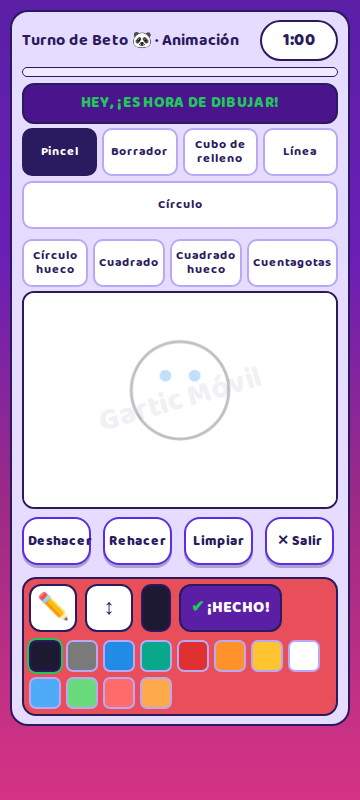 Turno de Beto 🐼 · Animación
1:00
HEY, ¡ES HORA DE DIBUJAR!
Pincel
Borrador
Cubo de
relleno
Línea
Círculo
Círculo
hueco
Cuadrado
Cuadrado
hueco
Cuentagotas
Gartic Móvil
Deshacer
Rehacer
Limpiar
✕ Salir
✔ ¡HECHO!